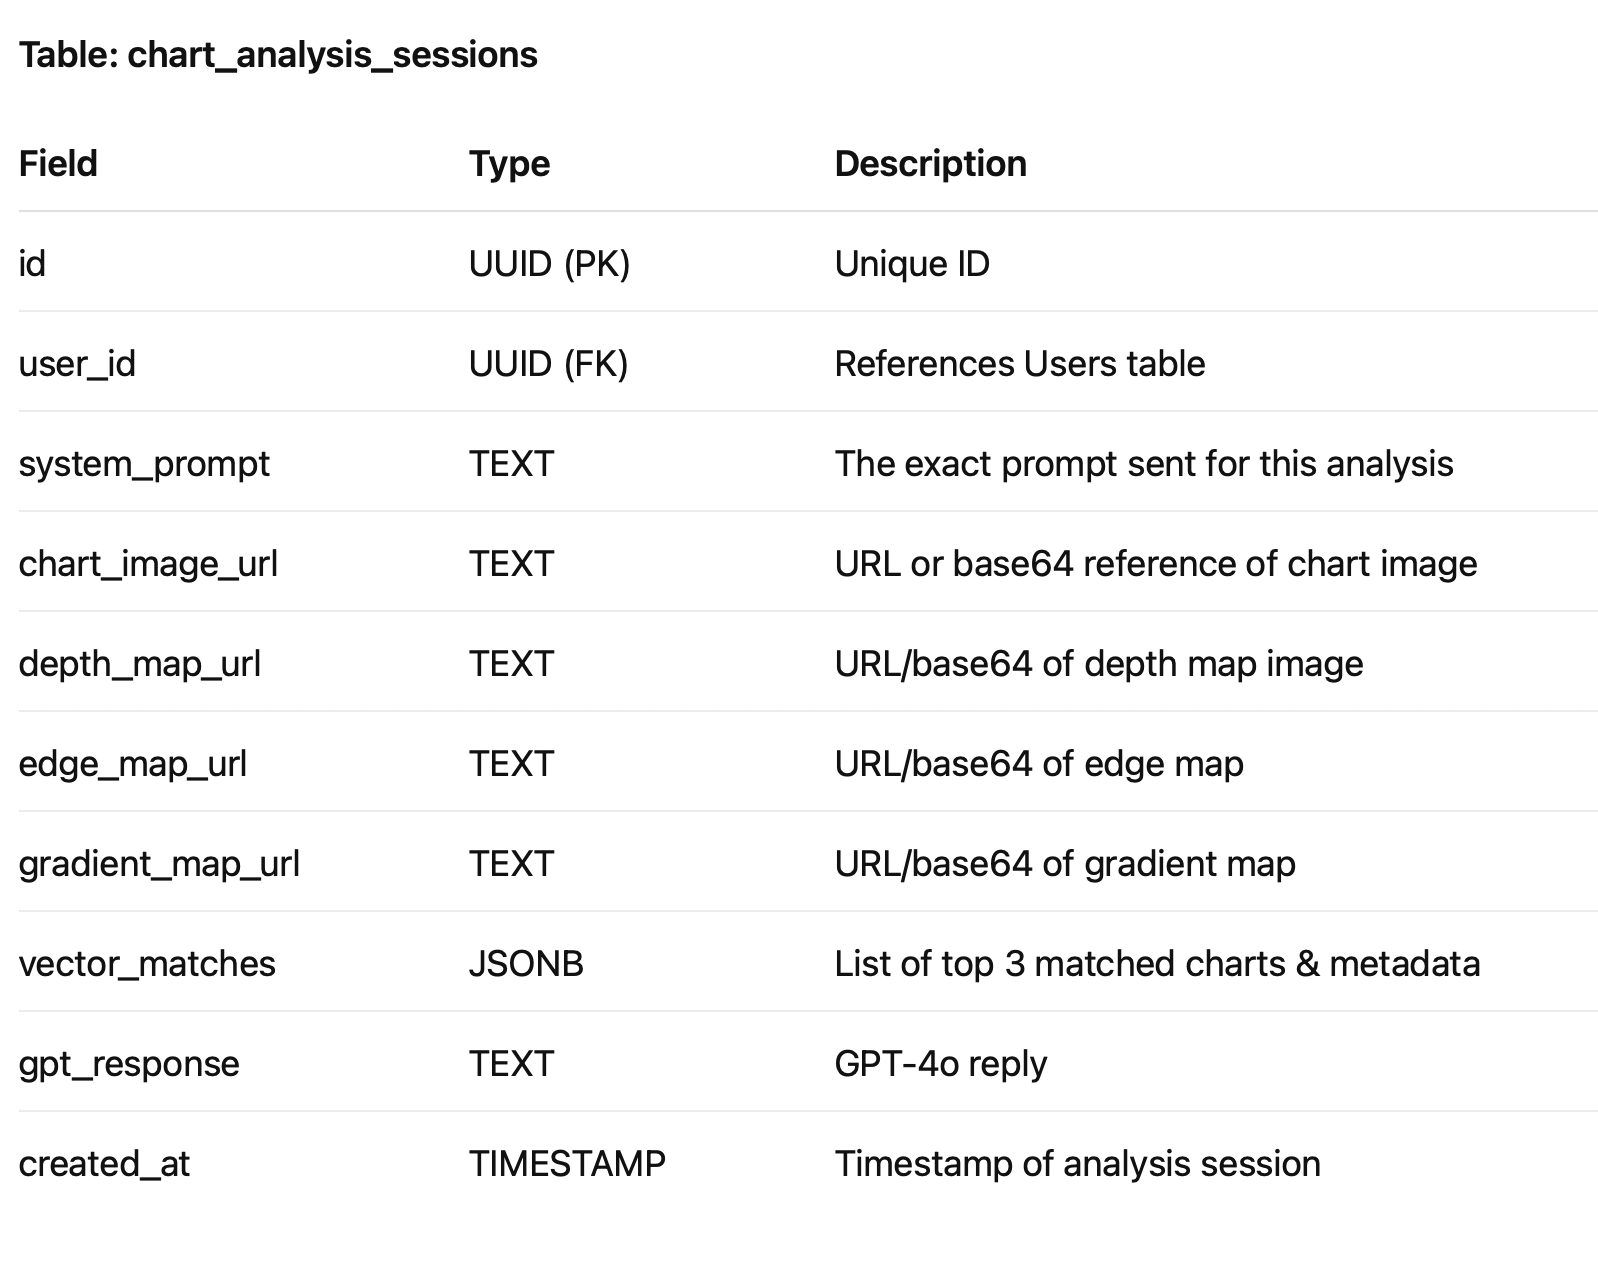 Table: chart_analysis_sessions
Field Type Description
id UUID (PK) Unique ID
user_id UUID (FK) References Users table
system_prompt TEXT The exact prompt sent for this analysis
chart_image_url TEXT URL or base64 reference of chart image
depth_map_url TEXT URL/base64 of depth map image
edge_map_url TEXT URL/base64 of edge map
gradient_map_url TEXT URL/base64 of gradient map
vector_matches JSONB List of top 3 matched charts & metadata
gpt_response TEXT GPT-4o reply
created_at TIMESTAMP Timestamp of analysis session